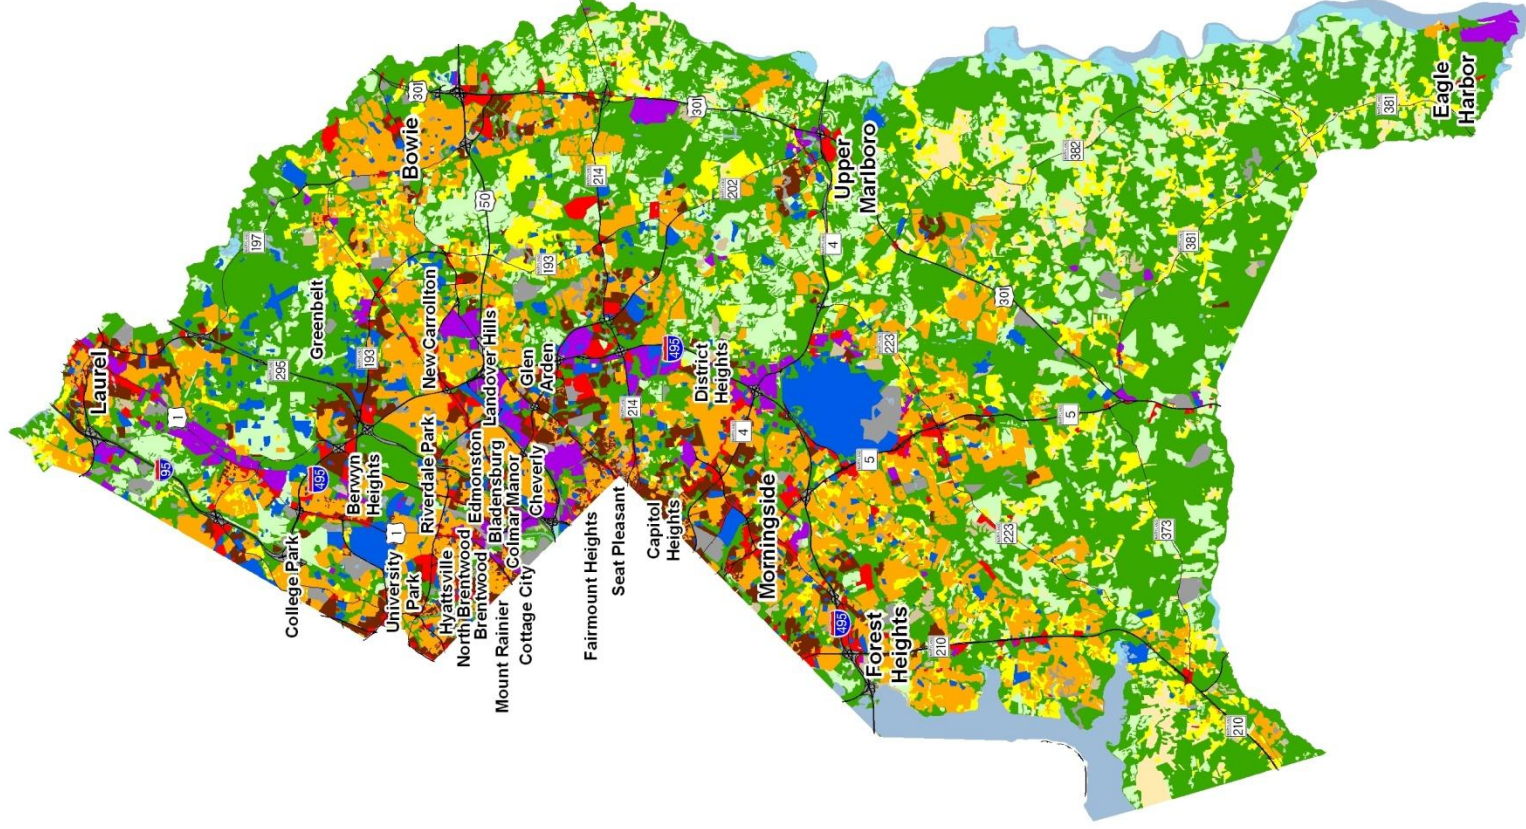 Laurel
1
95
197
295
Greenbelt
193
Bowie
301
50
New Carrollton
Landover Hills
Glen
Arden
193
214
202
301
495
Berwyn
Heights
College Park
1
University
Park
Riverdale Park
Edmonston
Bladensburg
Colmar Manor
Cheverly
Hyattsville
North Brentwood
Brentwood
Mount Rainier
Cottage City
Fairmount Heights
Seat Pleasant
Capitol
Heights
214
495
District
Heights
4
Morningside
5
4
Upper
Marlboro
223
301
382
381
381
Eagle
Harbor
5
223
373
495
Forest
Heights
210
210